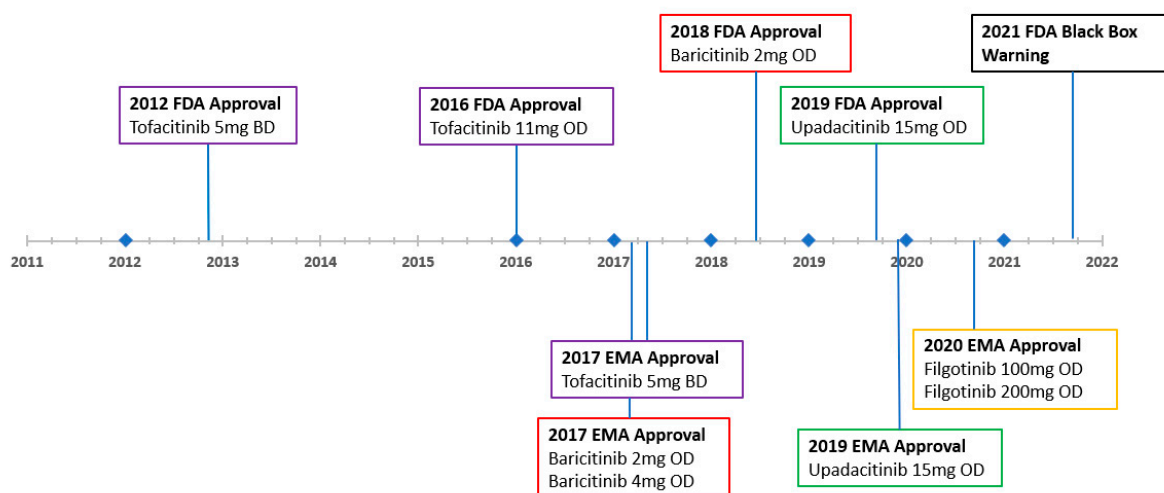 2018 FDA Approval
Baricitinib 2mg OD
2021 FDA Black Box
Warning
2012 FDA Approval
Tofacitinib 5mg BD
2016 FDA Approval
Tofacitinib 11mg OD
2019 FDA Approval
Upadacitinib 15mg OD
2011 2012 2013 2014 2015 2016 2017 2018 2019 2020 2021 2022
2017 EMA Approval
Tofacitinib 5mg BD
2020 EMA Approval
Filgotinib 100mg OD
Filgotinib 200mg OD
2017 EMA Approval
Baricitinib 2mg OD
Baricitinib 4mg OD
2019 EMA Approval
Upadacitinib 15mg OD